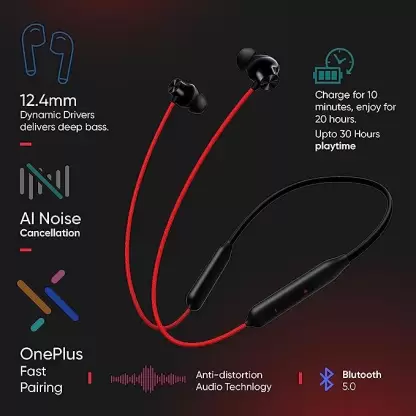 12.4mm
Dynamic Drivers
delivers deep bass.
Charge for 10
minutes, enjoy for
20 hours.
Upto 30 Hours
playtime
AI Noise
Cancellation
OnePlus
Fast
Pairing
Anti-distortion
Audio Technlogy
Blutooth
5.0